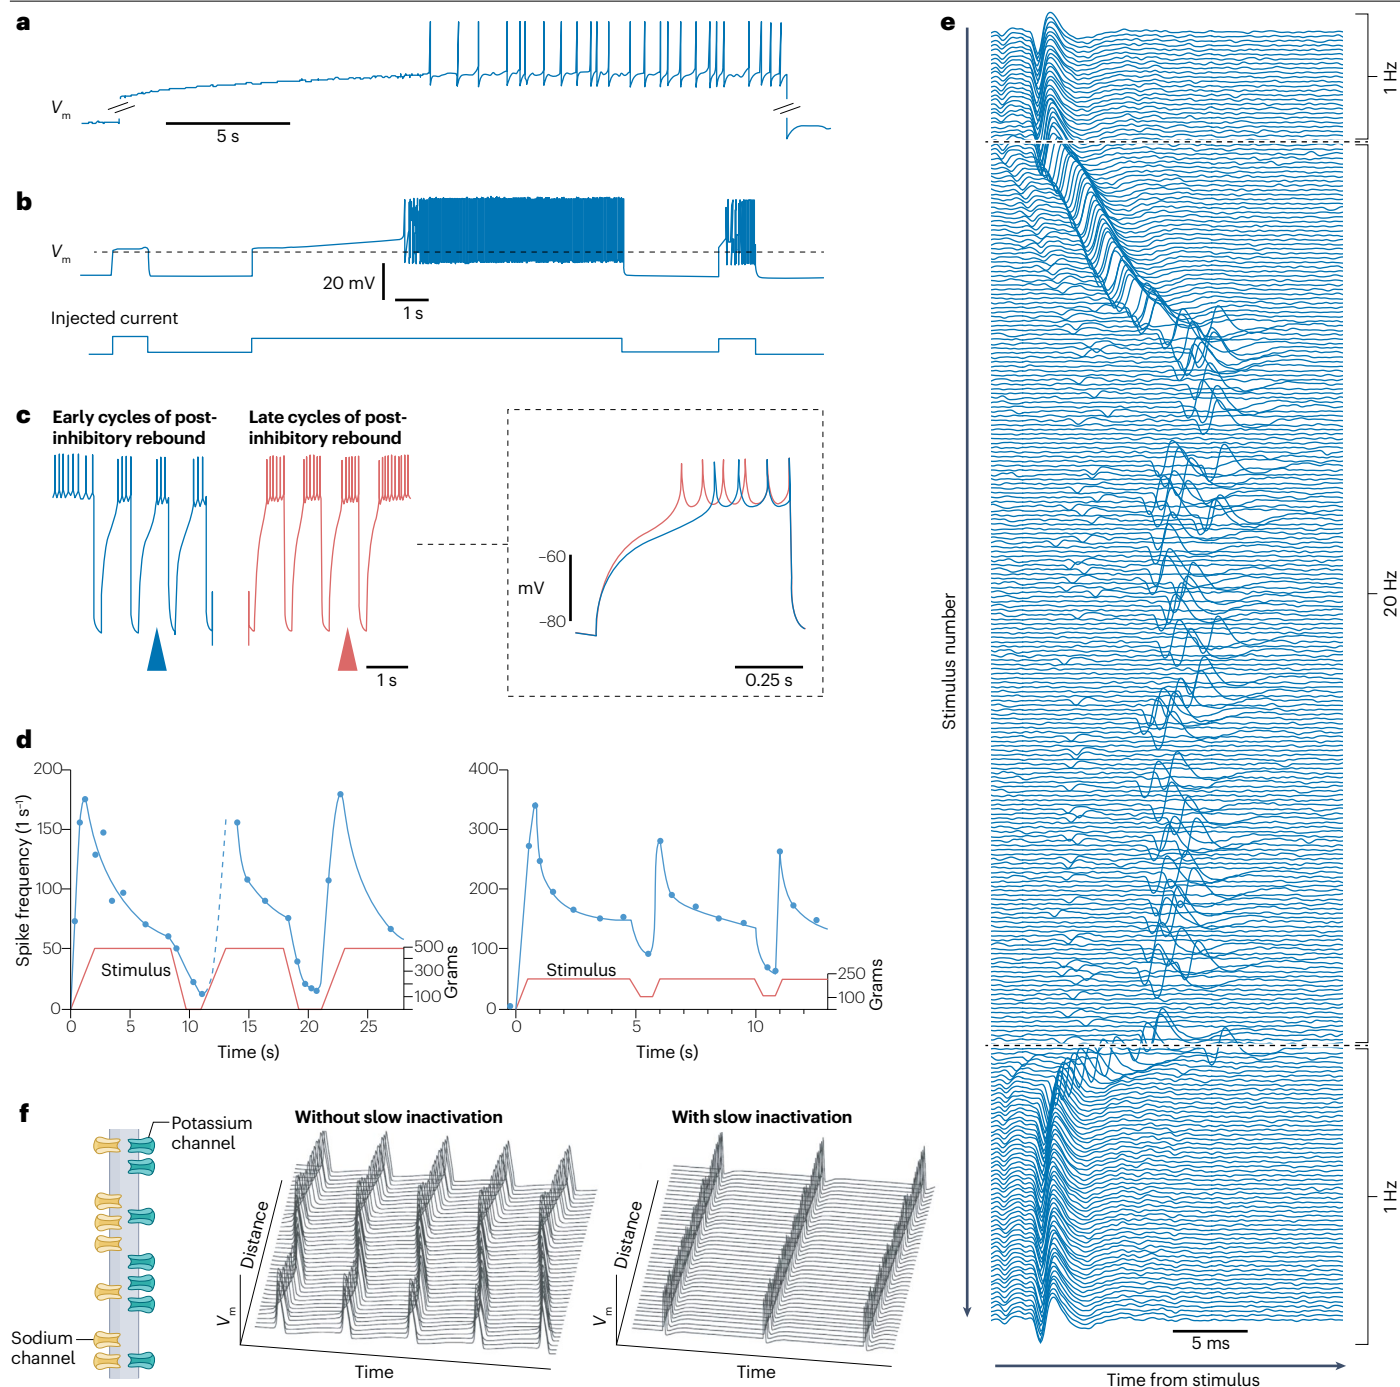 a
V m
5 s
b
V m
20 mV
1 s
Injected current
c
Early cycles of post-
inhibitory rebound
Late cycles of post-
inhibitory rebound
1 s
–60
mV
–80
0.25 s
d
Spike frequency (1 s⁻¹)
200
150
100
50
0
Stimulus
500
300
100
Grams
0
5
10
15
20
25
Time (s)
400
300
200
100
0
Stimulus
250
100
Grams
0
5
10
Time (s)
e
Stimulus number
1 Hz
20 Hz
1 Hz
5 ms
Time from stimulus
f
Potassium
channel
Sodium
channel
Without slow inactivation
Distance
V m
Time
With slow inactivation
Distance
V m
Time